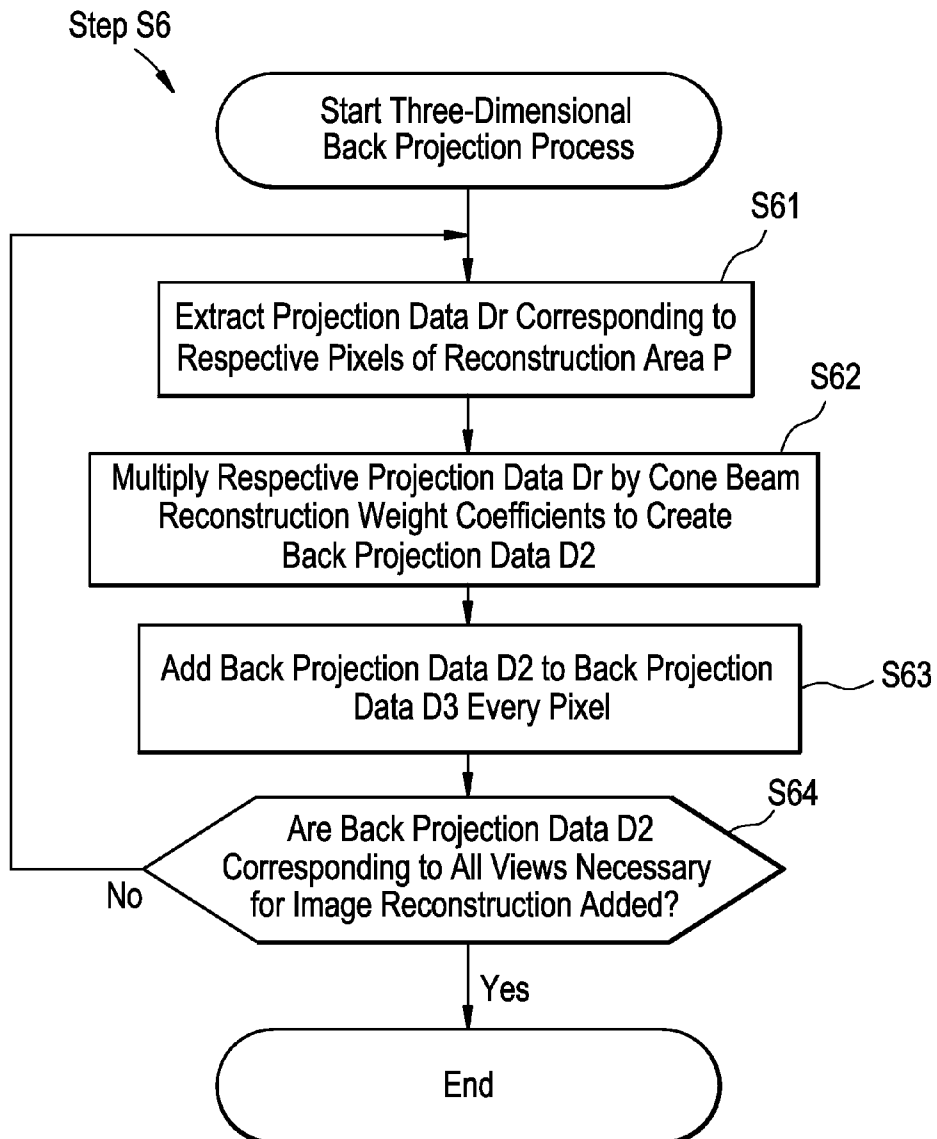 Step S6
Start Three-Dimensional
Back Projection Process
S61
Extract Projection Data Dr Corresponding to
Respective Pixels of Reconstruction Area P
S62
Multiply Respective Projection Data Dr by Cone Beam
Reconstruction Weight Coefficients to Create
Back Projection Data D2
Add Back Projection Data D2 to Back Projection
Data D3 Every Pixel
S63
S64
Are Back Projection Data D2
Corresponding to All Views Necessary
for Image Reconstruction Added?
No
Yes
End